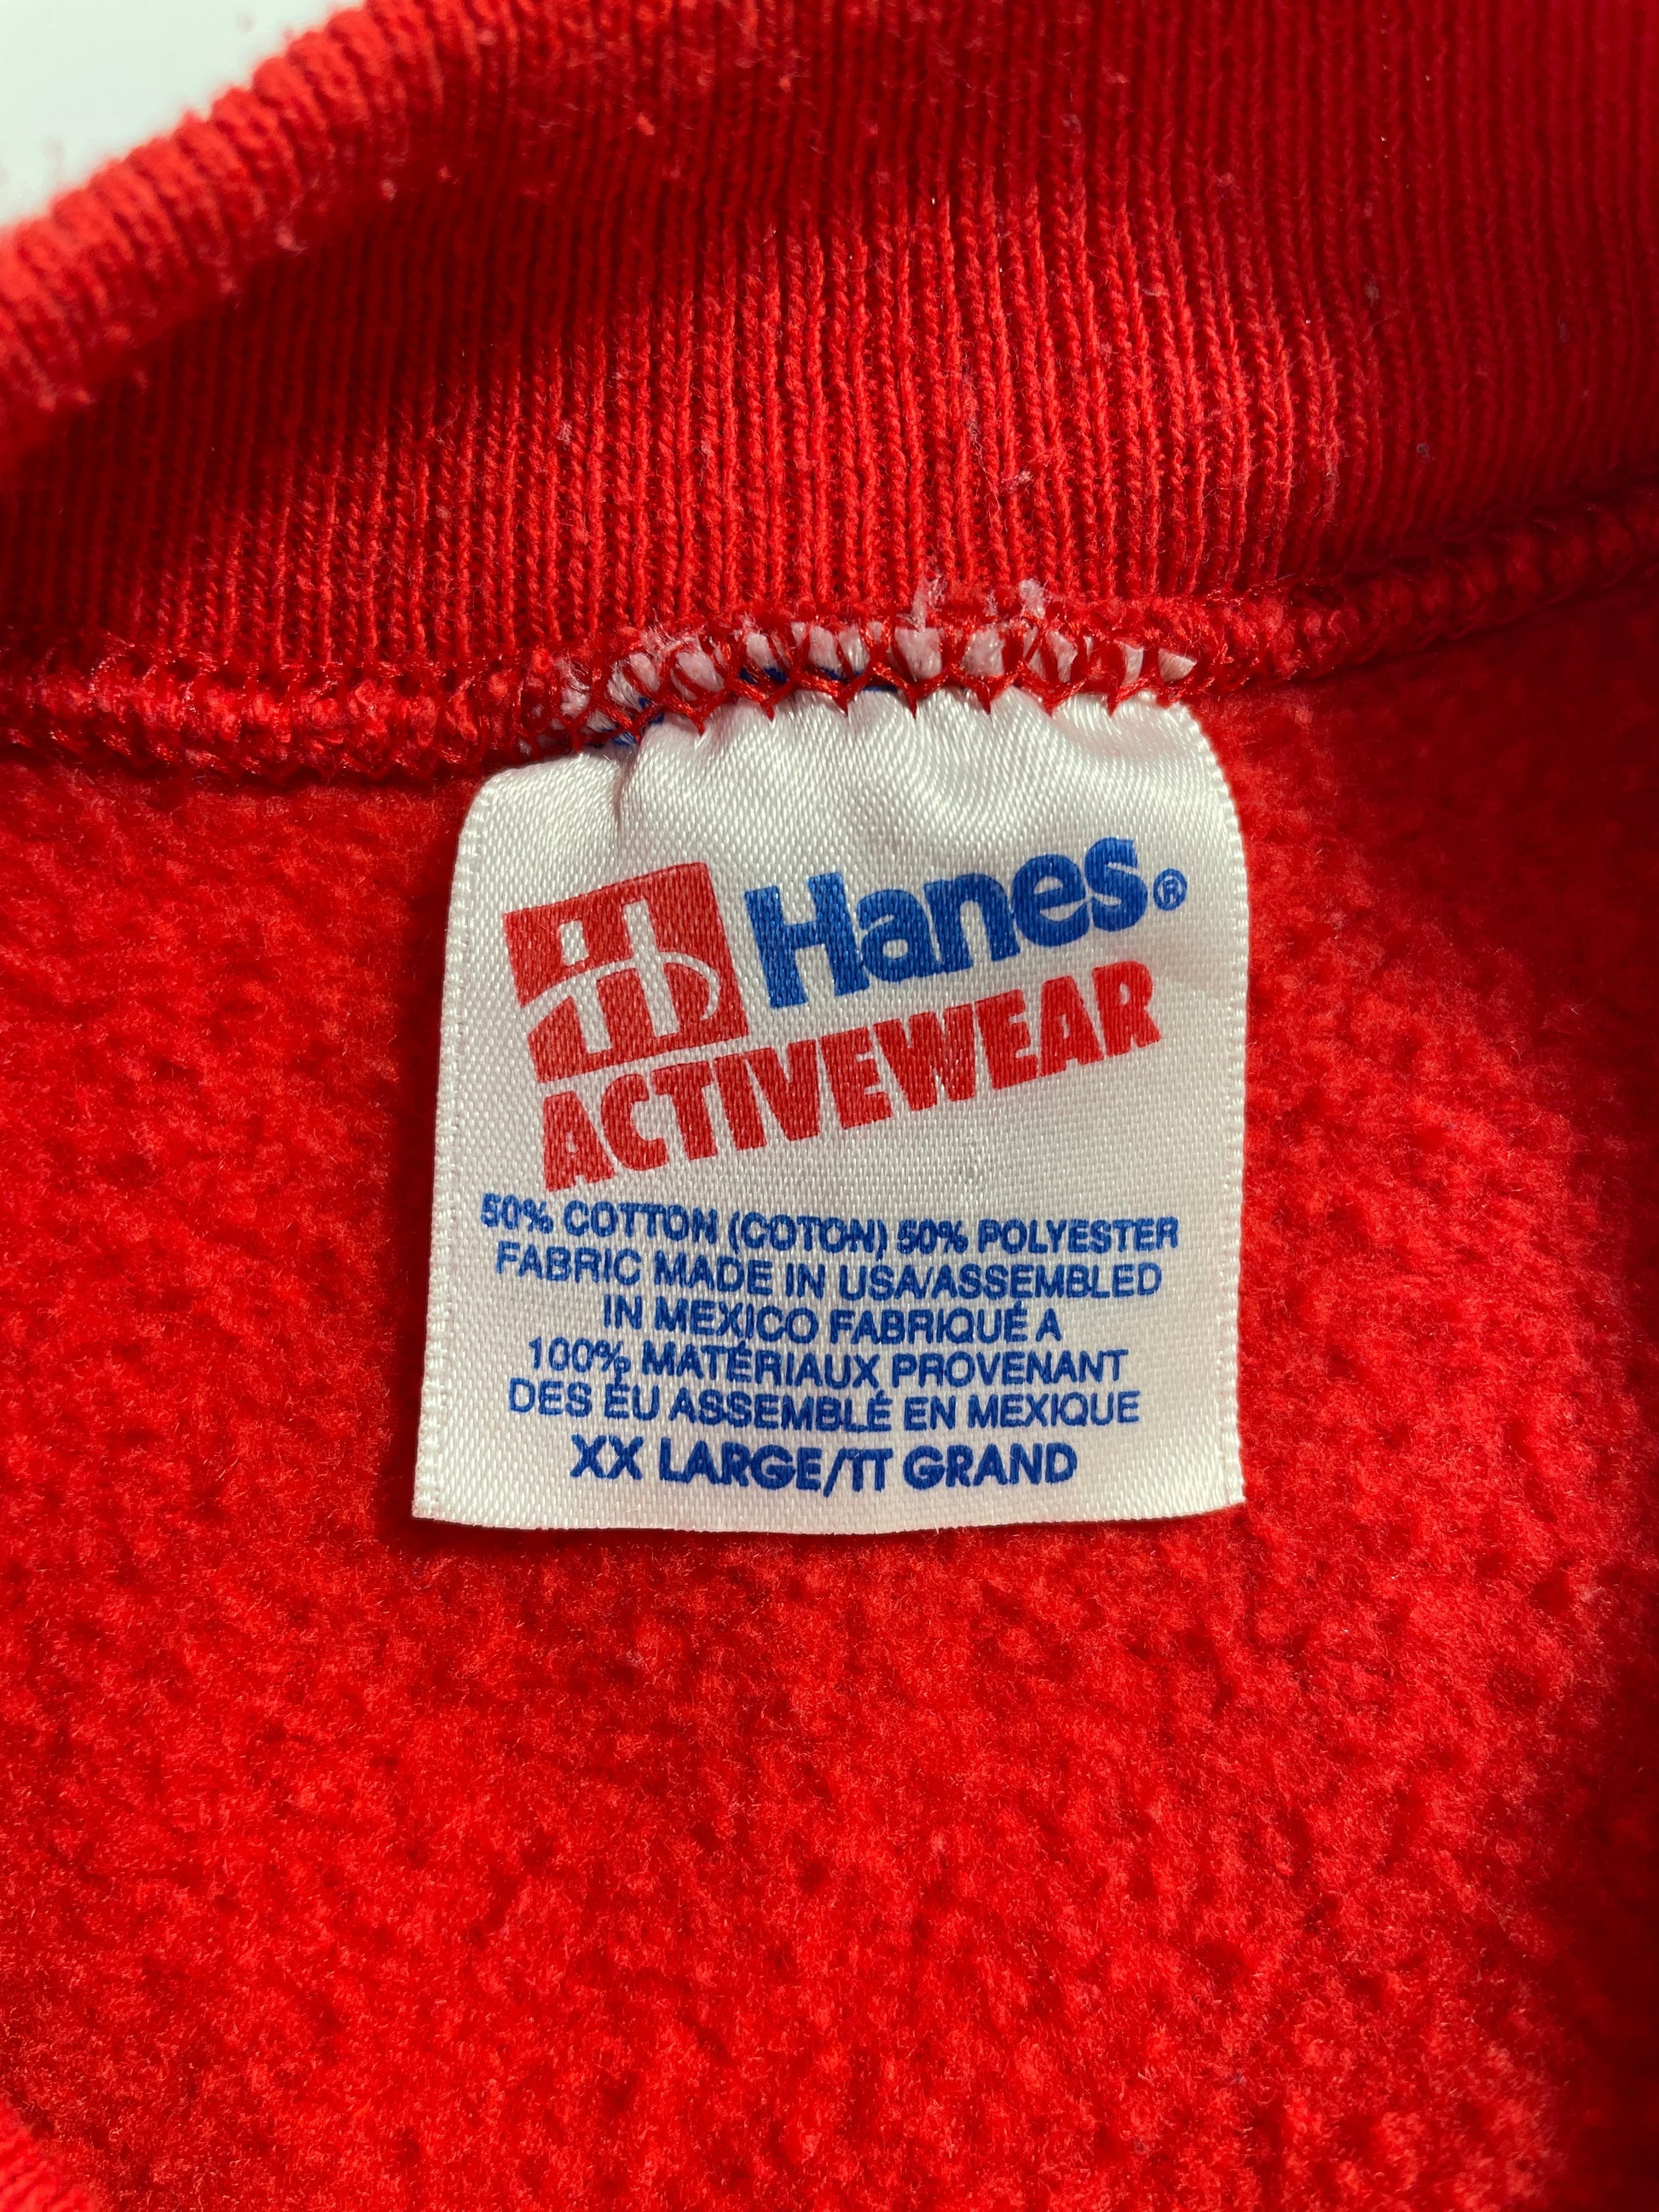 Hanes®
ACTIVEWEAR
50% COTTON (COTON) 50% POLYESTER
FABRIC MADE IN USA/ASSEMBLED
IN MEXICO FABRIQUÉ A
100% MATÉRIAUX PROVENANT
DES ÉU ASSEMBLÉ EN MEXIQUE
XX LARGE/TT GRAND